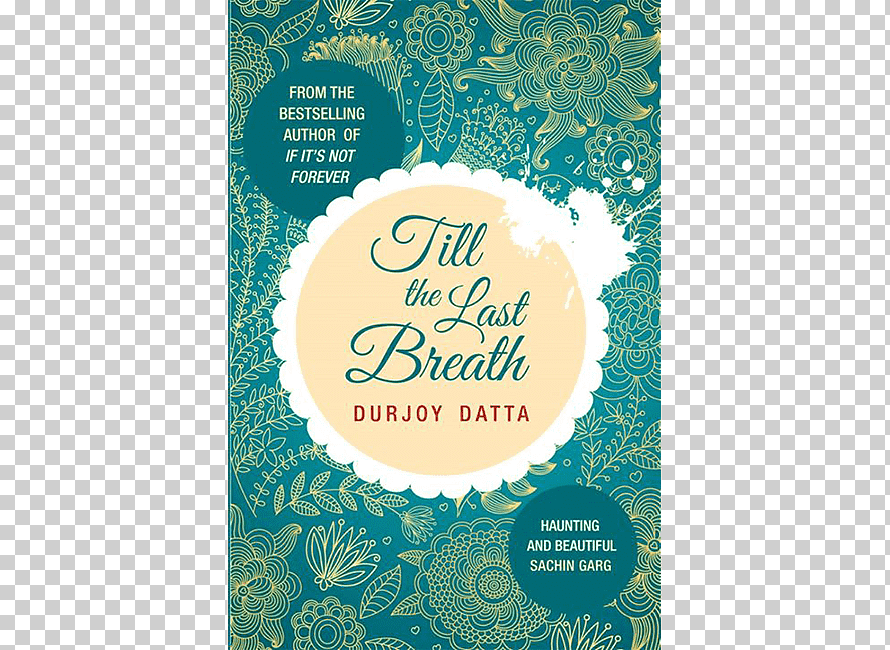 FROM THE
BESTSELLING
AUTHOR OF
IF IT'S NOT
FOREVER
Till
the Last
Breath
DURJOY DATTA
HAUNTING
AND BEAUTIFUL
SACHIN GARG